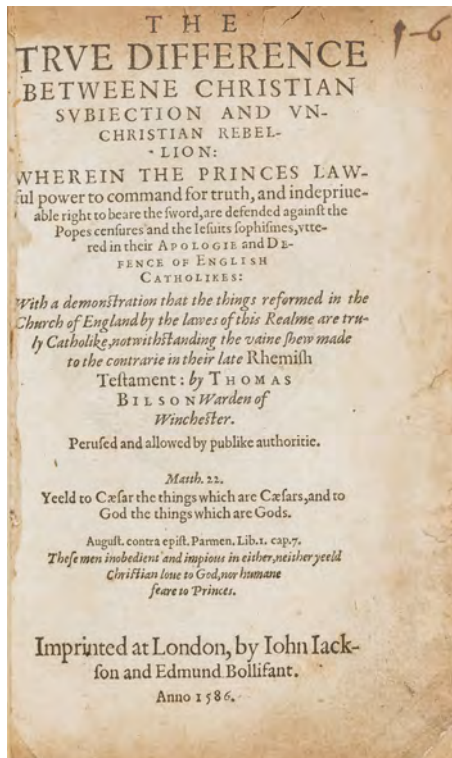 1-6
THE
TRVE DIFFERENCE
BETWEENE CHRISTIAN
SVBIECTION AND VN-
CHRISTIAN REBEL-
LION:
WHEREIN THE PRINCES LAW-
ful power to command for truth, and indepriue-
able right to beare the ſword, are defended againſt the
Popes cenſures and the Ieſuits ſophiſmes, vtte-
red in their APOLOGIE and DE-
FENCE OF ENGLISH
CATHOLIKES:
With a demonſtration that the things reformed in the
Church of England by the lawes of this Realme are tru-
ly Catholike, notwithſtanding the vaine ſhew made
to the contrarie in their late Rhemiſh
Teſtament: by THOMAS
BILSON Warden of
Wincheſter.
Peruſed and allowed by publike authoritie.
Matth. 22.
Yeeld to Cæſar the things which are Cæſars, and to
God the things which are Gods.
Auguſt. contra epiſt. Parmen. Lib. 1. cap. 7.
Theſe men inobedient and impious in either, neither yeeld
Chriſtian loue to God, nor humane
feare to Princes.
Imprinted at London, by Iohn Iack-
ſon and Edmund Bollifant.
Anno 1586.